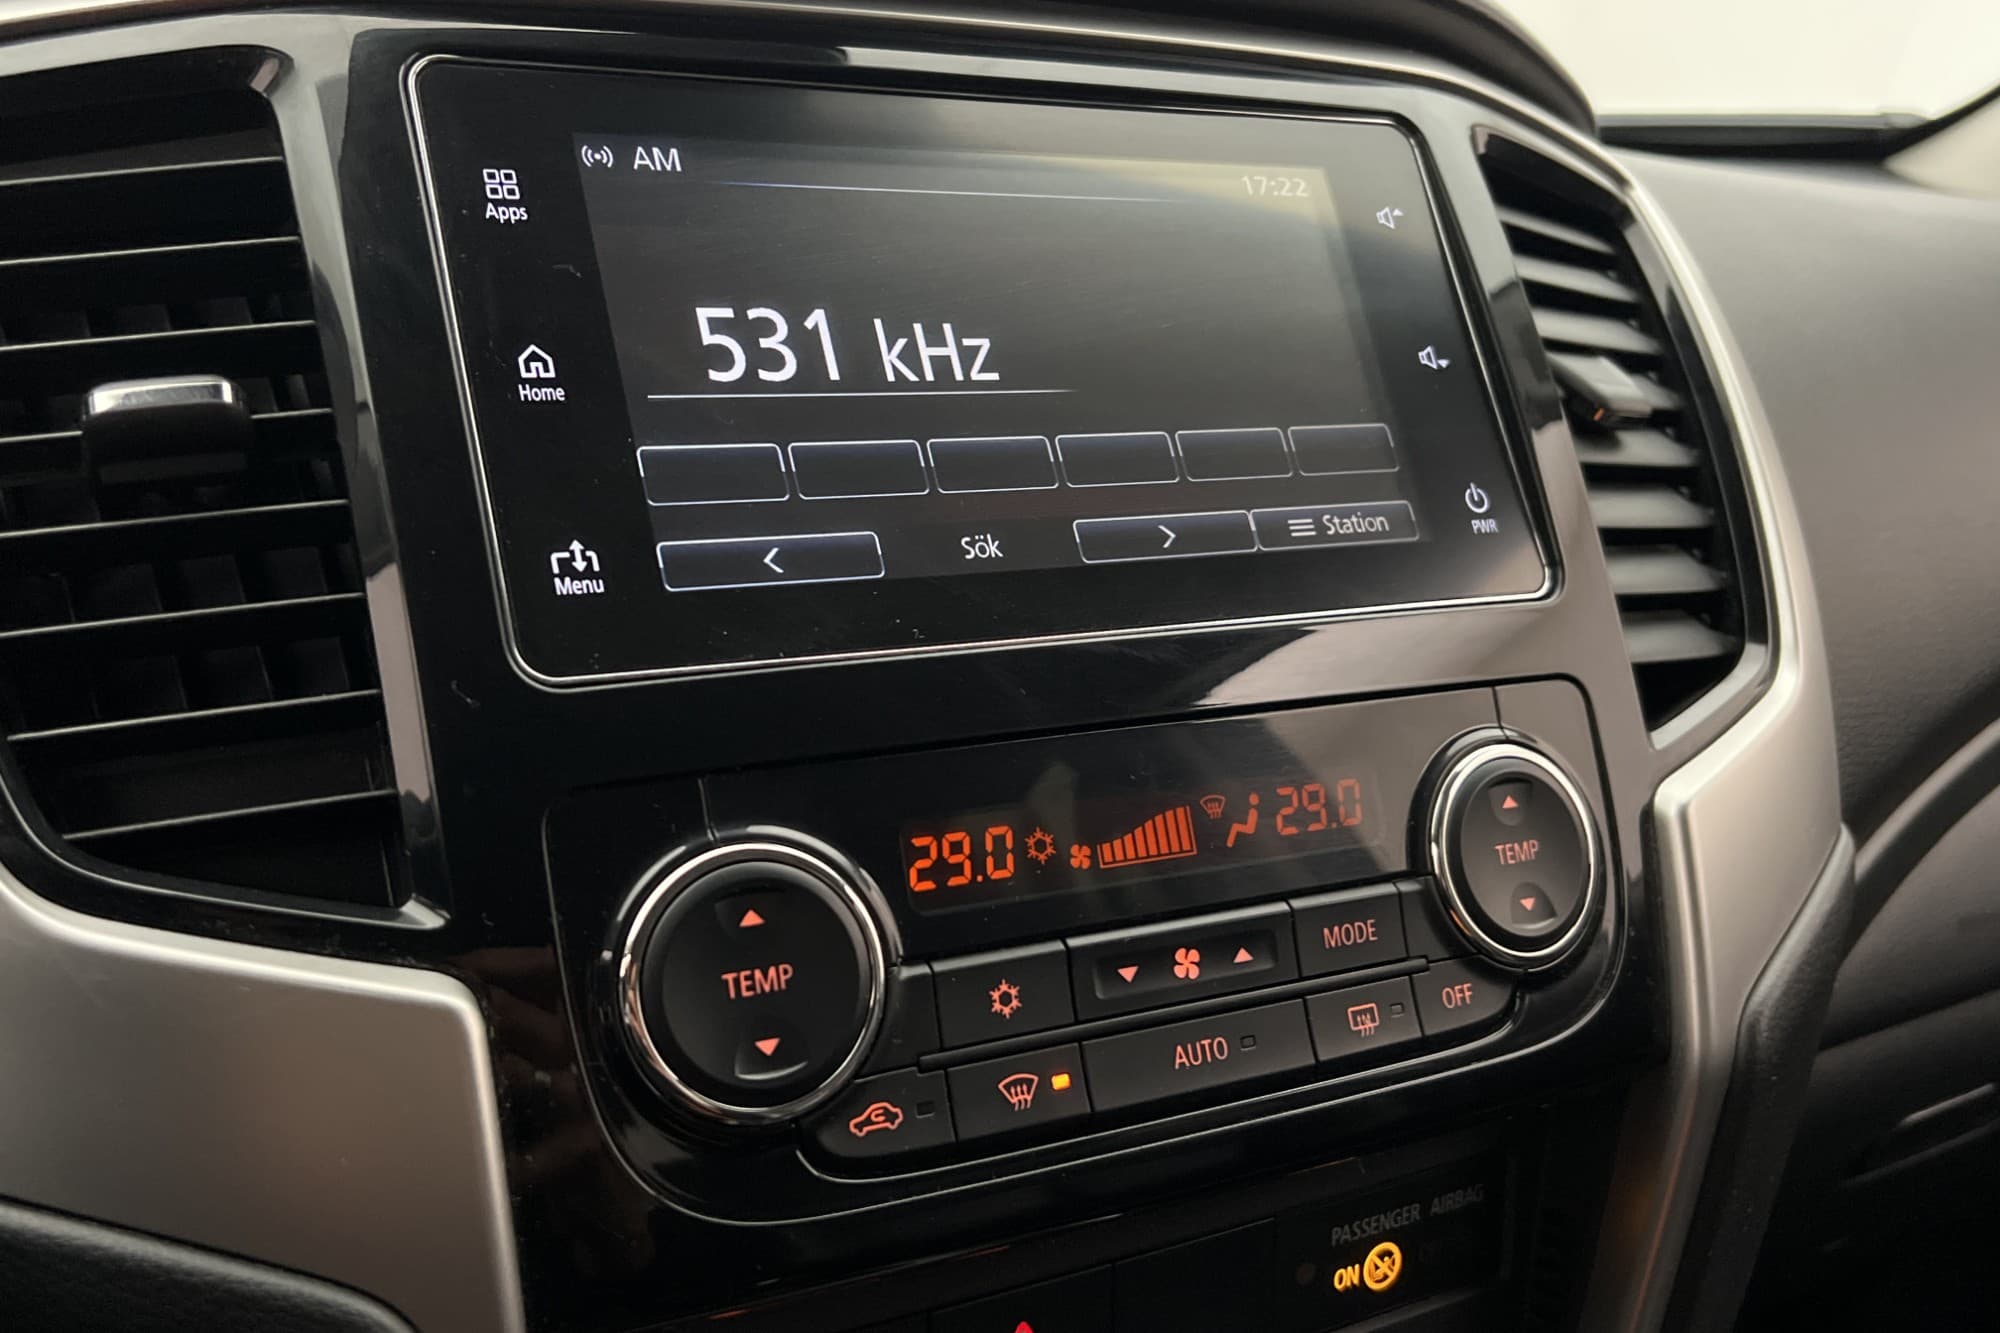 AM
17:22
Apps
531 kHz
Home
Sök
Station
PWR
Menu
29.0 29.0
TEMP
TEMP
MODE
AUTO
OFF
PASSENGER AIRBAG
ON